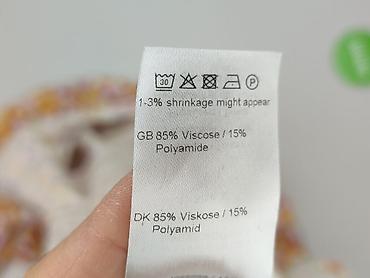 30 P
1-3% shrinkage might appear
GB 85% Viscose / 15%
Polyamide
DK 85% Viskose / 15%
Polyamid